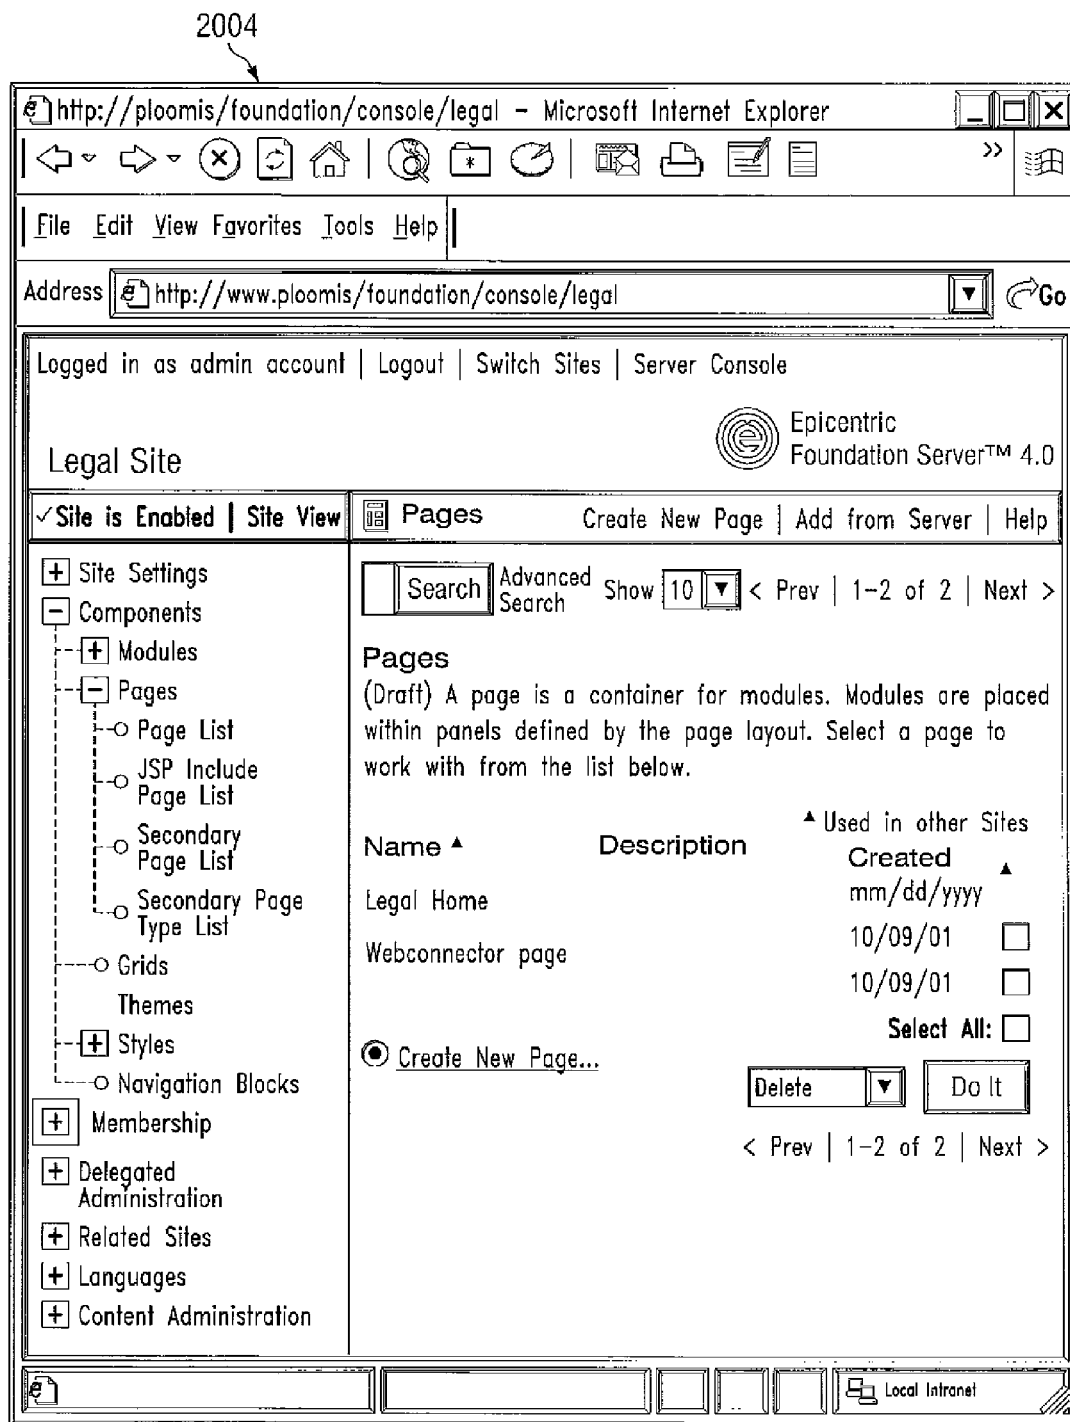 2004
http://ploomis/foundation/console/legal - Microsoft Internet Explorer
»
File Edit View Favorites Tools Help
Address http://www.ploomis/foundation/console/legal Go
Logged in as admin account | Logout | Switch Sites | Server Console
Epicentric
Foundation Server™ 4.0
Legal Site
✓Site is Enabled | Site View
Pages Create New Page | Add from Server | Help
+ Site Settings
− Components
+ Modules
− Pages
Page List
JSP Include
Page List
Secondary
Page List
Secondary Page
Type List
Grids
Themes
+ Styles
Navigation Blocks
+ Membership
+ Delegated
Administration
+ Related Sites
+ Languages
+ Content Administration
Search Advanced
Search Show 10 ▼ < Prev | 1-2 of 2 | Next >
Pages
(Draft) A page is a container for modules. Modules are placed
within panels defined by the page layout. Select a page to
work with from the list below.
▲ Used in other Sites
Name ▲ Description Created ▲
mm/dd/yyyy
Legal Home
10/09/01
Webconnector page
10/09/01
Select All:
Create New Page...
Delete ▼ Do It
< Prev | 1-2 of 2 | Next >
Local Intranet